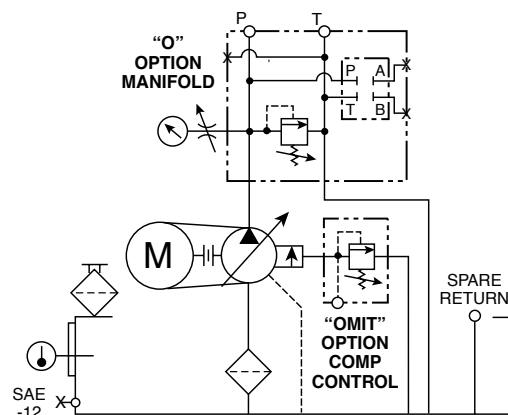 P T
“O”
OPTION
MANIFOLD
P A
T B
M
“OMIT”
OPTION
COMP
CONTROL
SPARE
RETURN
SAE
-12